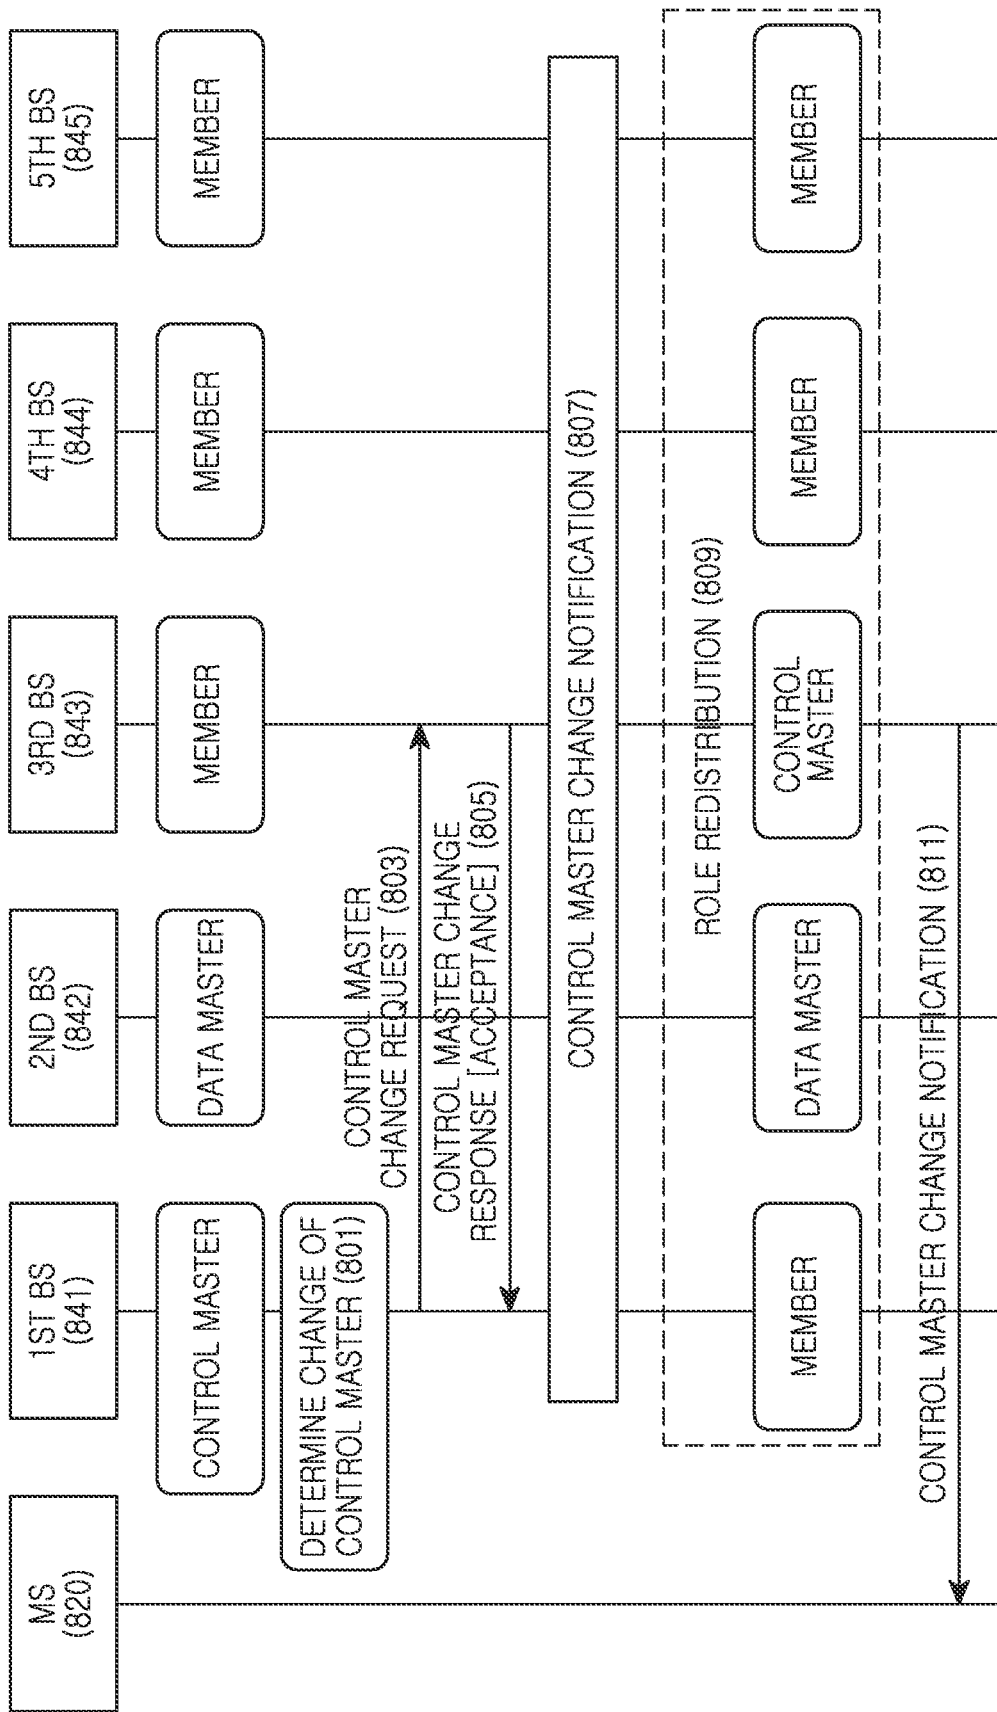 MS
(820)
1ST BS
(841)
2ND BS
(842)
3RD BS
(843)
4TH BS
(844)
5TH BS
(845)
CONTROL MASTER
DATA MASTER
MEMBER
MEMBER
MEMBER
DETERMINE CHANGE OF
CONTROL MASTER (801)
CONTROL MASTER
CHANGE REQUEST (803)
CONTROL MASTER CHANGE
RESPONSE [ACCEPTANCE] (805)
CONTROL MASTER CHANGE NOTIFICATION (807)
ROLE REDISTRIBUTION (809)
MEMBER
DATA MASTER
CONTROL
MASTER
MEMBER
MEMBER
CONTROL MASTER CHANGE NOTIFICATION (811)